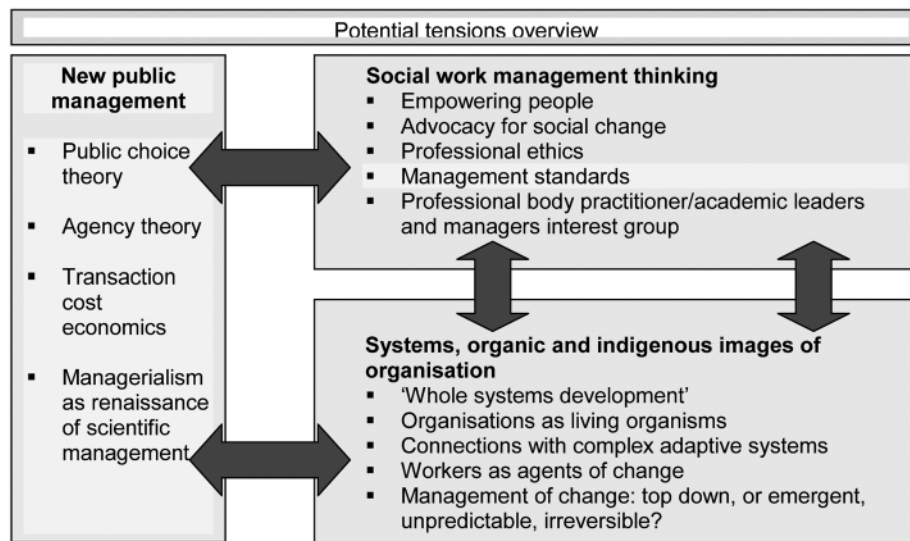 Potential tensions overview
New public
management
▪ Public choice
theory
▪ Agency theory
▪ Transaction
cost
economics
▪ Managerialism
as renaissance
of scientific
management
Social work management thinking
▪ Empowering people
▪ Advocacy for social change
▪ Professional ethics
▪ Management standards
▪ Professional body practitioner/academic leaders
and managers interest group
Systems, organic and indigenous images of
organisation
▪ ‘Whole systems development’
▪ Organisations as living organisms
▪ Connections with complex adaptive systems
▪ Workers as agents of change
▪ Management of change: top down, or emergent,
unpredictable, irreversible?